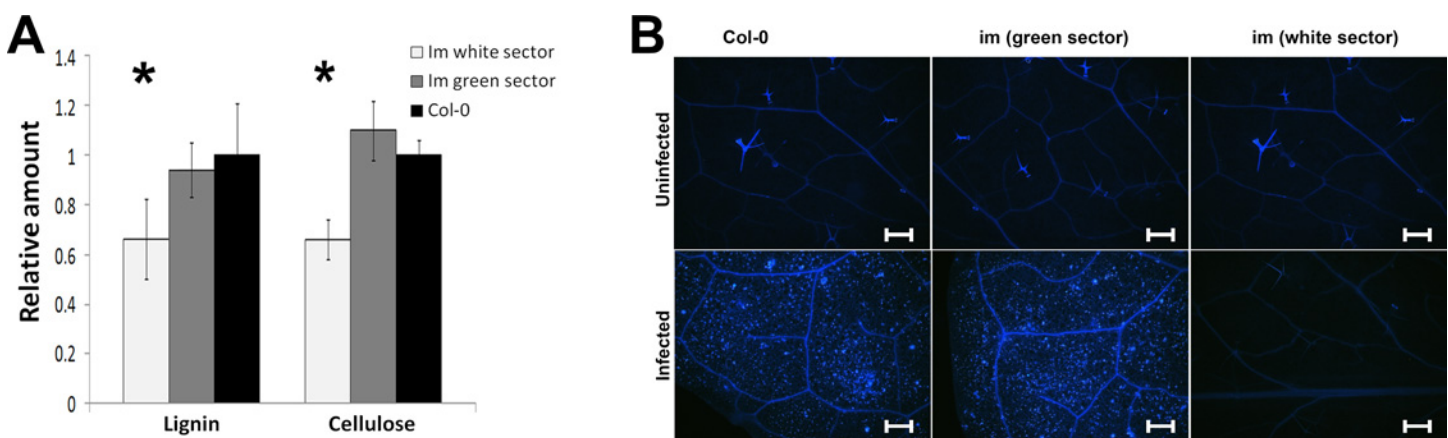 A
Relative amount
1.4
1.2
1
0.8
0.6
0.4
0.2
0
*
*
Im white sector
Im green sector
Col-0
Lignin
Cellulose
B
Col-0
im (green sector)
im (white sector)
Uninfected
Infected